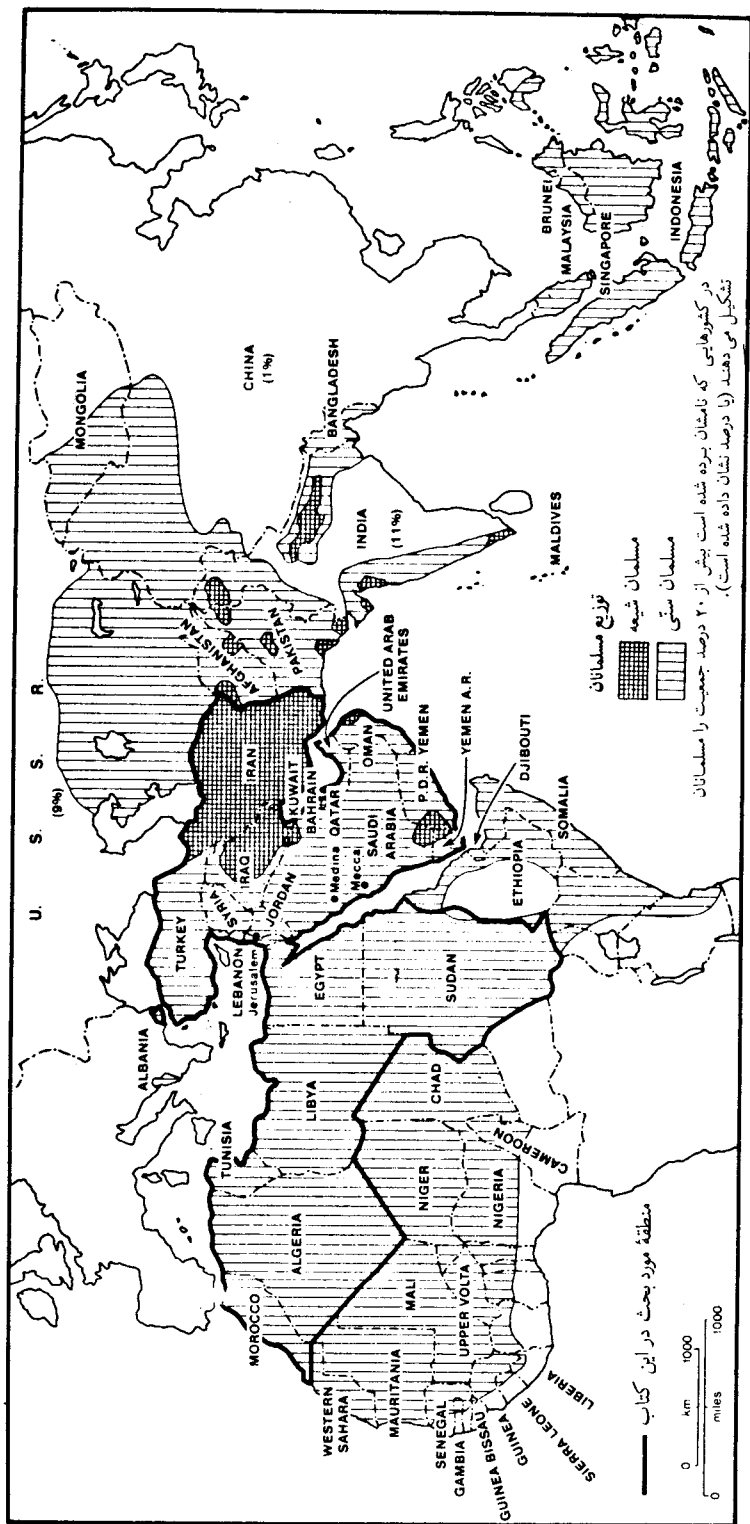 U. S. S. R.
(9%)
MONGOLIA
CHINA
(1%)
ALBANIA
TURKEY
SYRIA
LEBANON
Jerusalem
JORDAN
IRAQ
IRAN
AFGHANISTAN
PAKISTAN
KUWAIT
BAHRAIN
QATAR
UNITED ARAB
EMIRATES
Medina
Mecca
SAUDI
ARABIA
OMAN
P.D.R. YEMEN
YEMEN A.R.
DJIBOUTI
INDIA
(11%)
BANGLADESH
MALDIVES
BRUNEI
MALAYSIA
SINGAPORE
INDONESIA
MOROCCO
ALGERIA
TUNISIA
LIBYA
EGYPT
WESTERN
SAHARA
MAURITANIA
MALI
NIGER
CHAD
SUDAN
ETHIOPIA
SOMALIA
SENEGAL
GAMBIA
GUINEA BISSAU
GUINEA
SIERRA LEONE
LIBERIA
UPPER VOLTA
NIGERIA
CAMEROON
توزیع مسلمانان
مسلمان شیعه
مسلمان سنی
در کشورهایی که نامشان برده شده است بیش از ۲۰ درصد جمعیت را مسلمانان
تشکیل می دهند (یا درصد نشان داده شده است).
منطقهٔ مورد بحث در این کتاب
0 km 1000
0 miles 1000